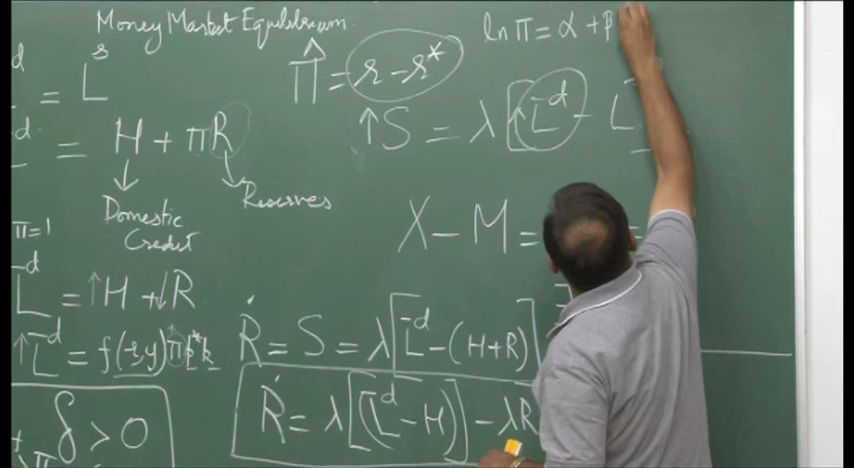 Money Market Equilibrium
ln π = α + β
d = L^s
π̂ = r - r*
d = H + πR
↑S = λ[↑L̄^d - L
Domestic Credit
Reserves
X - M =
π=1
L̄^d = ↑H + ↓R
Ṙ = S = λ[L̄^d - (H+R)]
↑L̄^d = f(r,y)
Ṙ = λ[(L̄^d - H)] - λR
δ > 0